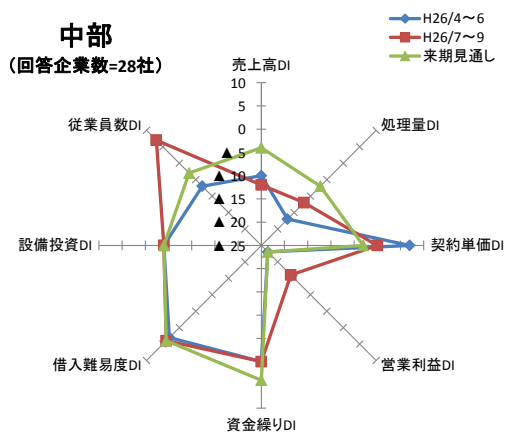 中部
（回答企業数=28社）
H26/4～6
H26/7～9
来期見通し
売上高DI
処理量DI
契約単価DI
営業利益DI
資金繰りDI
借入難易度DI
設備投資DI
従業員数DI
10
5
0
▲ 5
▲ 10
▲ 15
▲ 20
▲ 25